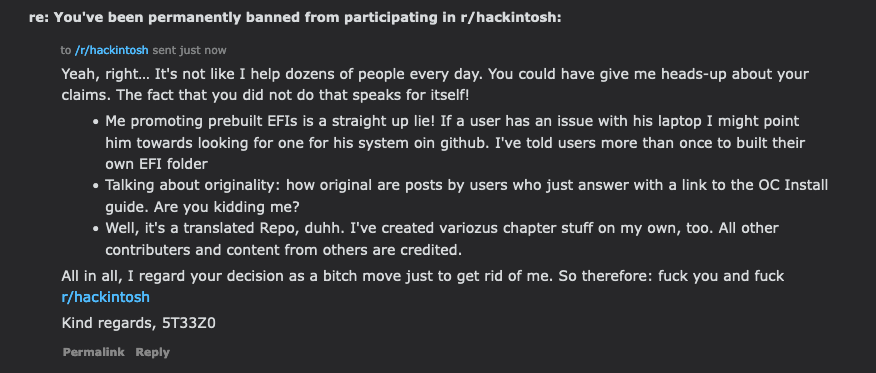 re: You've been permanently banned from participating in r/hackintosh:
to /r/hackintosh sent just now
Yeah, right... It's not like I help dozens of people every day. You could have give me heads-up about your
claims. The fact that you did not do that speaks for itself!
• Me promoting prebuilt EFIs is a straight up lie! If a user has an issue with his laptop I might point
him towards looking for one for his system oin github. I've told users more than once to built their
own EFI folder
• Talking about originality: how original are posts by users who just answer with a link to the OC Install
guide. Are you kidding me?
• Well, it's a translated Repo, duhh. I've created variozus chapter stuff on my own, too. All other
contributers and content from others are credited.
All in all, I regard your decision as a bitch move just to get rid of me. So therefore: fuck you and fuck
r/hackintosh
Kind regards, 5T33Z0
Permalink Reply